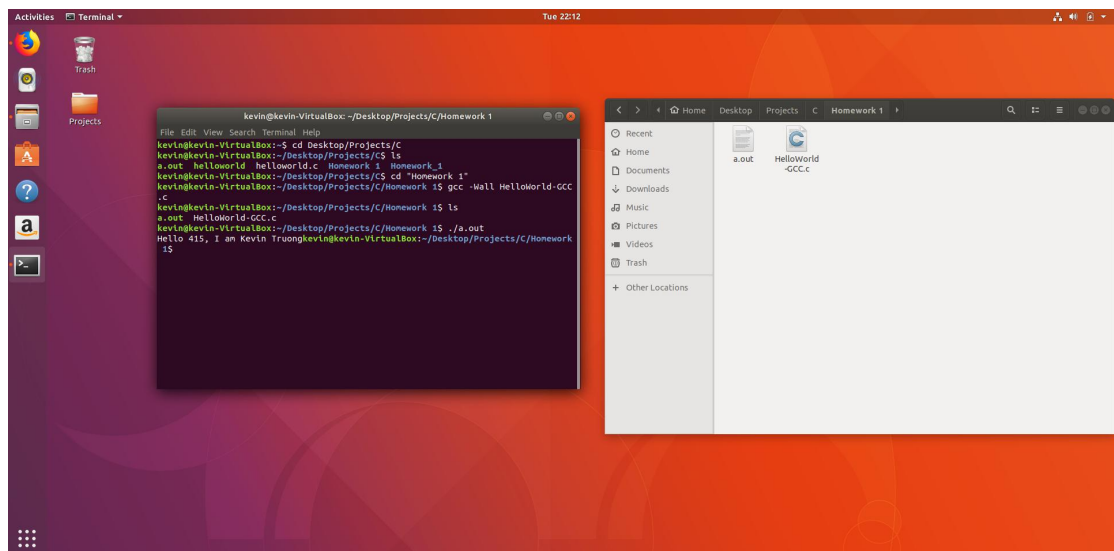 Activities Terminal Tue 22:12
Trash
Projects
kevin@kevin-VirtualBox: ~/Desktop/Projects/C/Homework 1
File Edit View Search Terminal Help
kevin@kevin-VirtualBox:~$ cd Desktop/Projects/C
kevin@kevin-VirtualBox:~/Desktop/Projects/C$ ls
a.out helloworld helloworld.c Homework 1 Homework_1
kevin@kevin-VirtualBox:~/Desktop/Projects/C$ cd "Homework 1"
kevin@kevin-VirtualBox:~/Desktop/Projects/C/Homework 1$ gcc -Wall HelloWorld-GCC
.c
kevin@kevin-VirtualBox:~/Desktop/Projects/C/Homework 1$ ls
a.out HelloWorld-GCC.c
kevin@kevin-VirtualBox:~/Desktop/Projects/C/Homework 1$ ./a.out
Hello 415, I am Kevin Truongkevin@kevin-VirtualBox:~/Desktop/Projects/C/Homework
1$
Home Desktop Projects C Homework 1
Recent
Home
Documents
Downloads
Music
Pictures
Videos
Trash
+ Other Locations
a.out
HelloWorld
-GCC.c